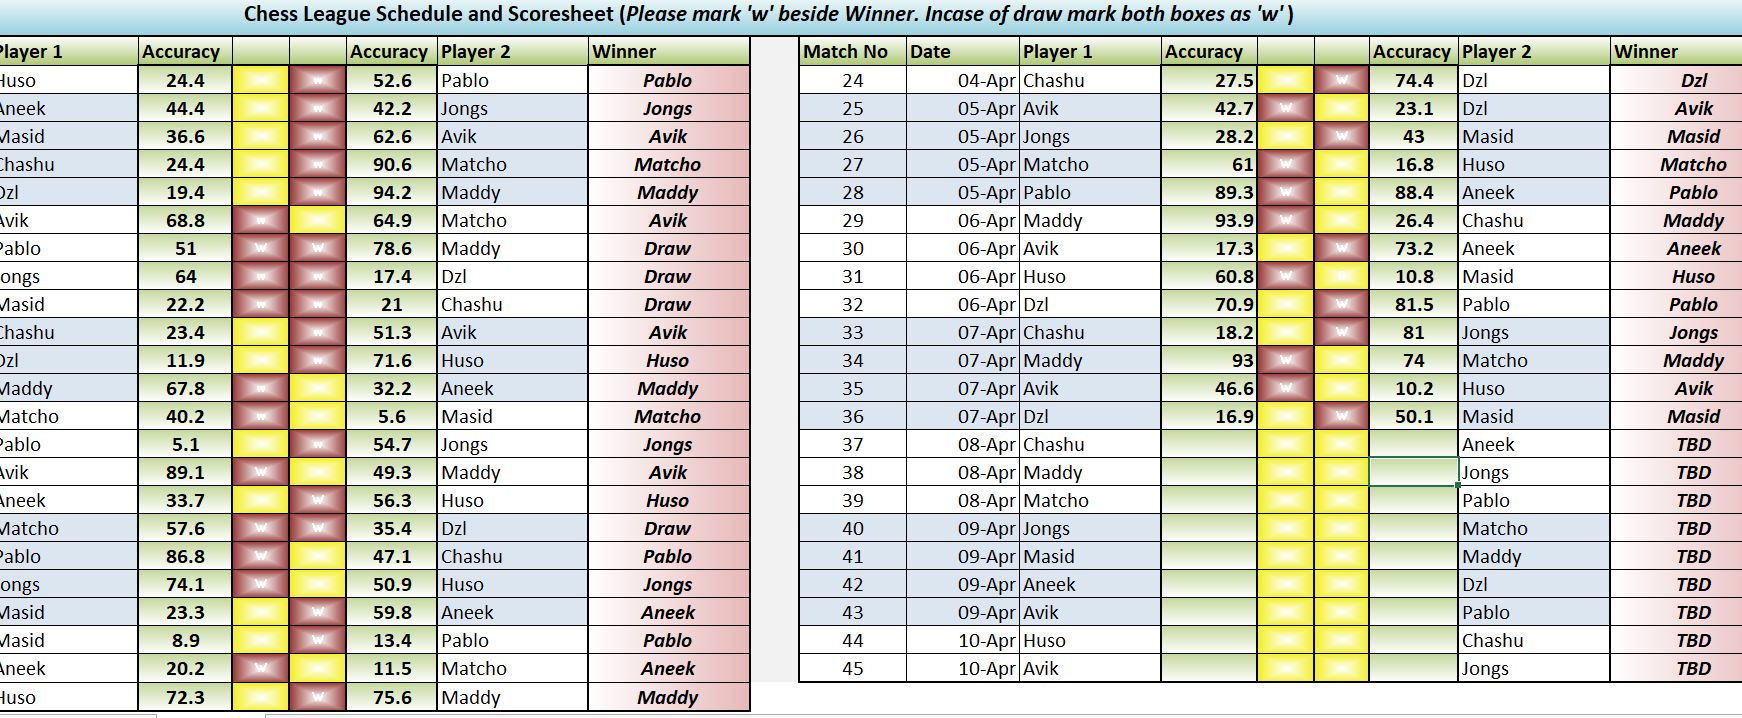 Chess League Schedule and Scoresheet (Please mark 'w' beside Winner. Incase of draw mark both boxes as 'w')
Player 1 Accuracy Accuracy Player 2 Winner
Huso 24.4 w 52.6 Pablo Pablo
Aneek 44.4 w 42.2 Jongs Jongs
Masid 36.6 w 62.6 Avik Avik
Chashu 24.4 w 90.6 Matcho Matcho
Dzl 19.4 w 94.2 Maddy Maddy
Avik 68.8 w 64.9 Matcho Avik
Pablo 51 w w 78.6 Maddy Draw
Jongs 64 w w 17.4 Dzl Draw
Masid 22.2 w w 21 Chashu Draw
Chashu 23.4 w 51.3 Avik Avik
Dzl 11.9 w 71.6 Huso Huso
Maddy 67.8 w 32.2 Aneek Maddy
Matcho 40.2 w 5.6 Masid Matcho
Pablo 5.1 w 54.7 Jongs Jongs
Avik 89.1 w 49.3 Maddy Avik
Aneek 33.7 w 56.3 Huso Huso
Matcho 57.6 w w 35.4 Dzl Draw
Pablo 86.8 w 47.1 Chashu Pablo
Jongs 74.1 w 50.9 Huso Jongs
Masid 23.3 w 59.8 Aneek Aneek
Masid 8.9 w 13.4 Pablo Pablo
Aneek 20.2 w 11.5 Matcho Aneek
Huso 72.3 w 75.6 Maddy Maddy
Match No Date Player 1 Accuracy Accuracy Player 2 Winner
24 04-Apr Chashu 27.5 w 74.4 Dzl Dzl
25 05-Apr Avik 42.7 w 23.1 Dzl Avik
26 05-Apr Jongs 28.2 w 43 Masid Masid
27 05-Apr Matcho 61 w 16.8 Huso Matcho
28 05-Apr Pablo 89.3 w 88.4 Aneek Pablo
29 06-Apr Maddy 93.9 w 26.4 Chashu Maddy
30 06-Apr Avik 17.3 w 73.2 Aneek Aneek
31 06-Apr Huso 60.8 w 10.8 Masid Huso
32 06-Apr Dzl 70.9 w 81.5 Pablo Pablo
33 07-Apr Chashu 18.2 w 81 Jongs Jongs
34 07-Apr Maddy 93 w 74 Matcho Maddy
35 07-Apr Avik 46.6 w 10.2 Huso Avik
36 07-Apr Dzl 16.9 w 50.1 Masid Masid
37 08-Apr Chashu Aneek TBD
38 08-Apr Maddy Jongs TBD
39 08-Apr Matcho Pablo TBD
40 09-Apr Jongs Matcho TBD
41 09-Apr Masid Maddy TBD
42 09-Apr Aneek Dzl TBD
43 09-Apr Avik Pablo TBD
44 10-Apr Huso Chashu TBD
45 10-Apr Avik Jongs TBD